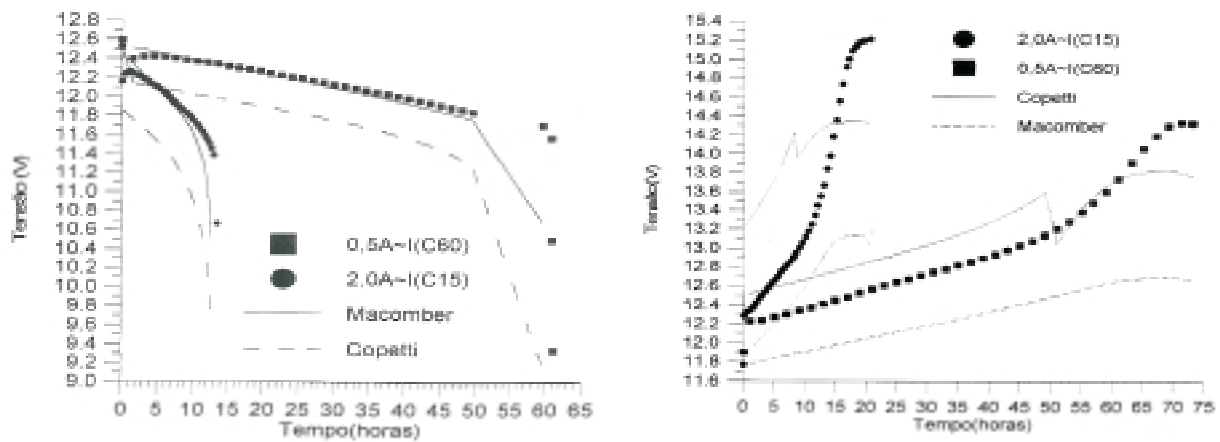 12.8
12.6
12.4
12.2
12.0
11.8
11.6
11.4
11.2
11.0
10.8
10.6
10.4
10.2
10.0
9.8
9.6
9.4
9.2
9.0
Tensão(V)
0,5A~I(C60)
2,0A~I(C15)
Macomber
Copetti
0 5 10 15 20 25 30 35 40 45 50 55 60 65
Tempo(horas)
15.4
15.2
15.0
14.8
14.6
14.4
14.2
14.0
13.8
13.6
13.4
13.2
13.0
12.8
12.6
12.4
12.2
12.0
11.8
11.6
Tensão(V)
2,0A~I(C15)
0,5A~I(C60)
Copetti
Macomber
0 5 10 15 20 25 30 35 40 45 50 55 60 65 70 75
Tempo(horas)